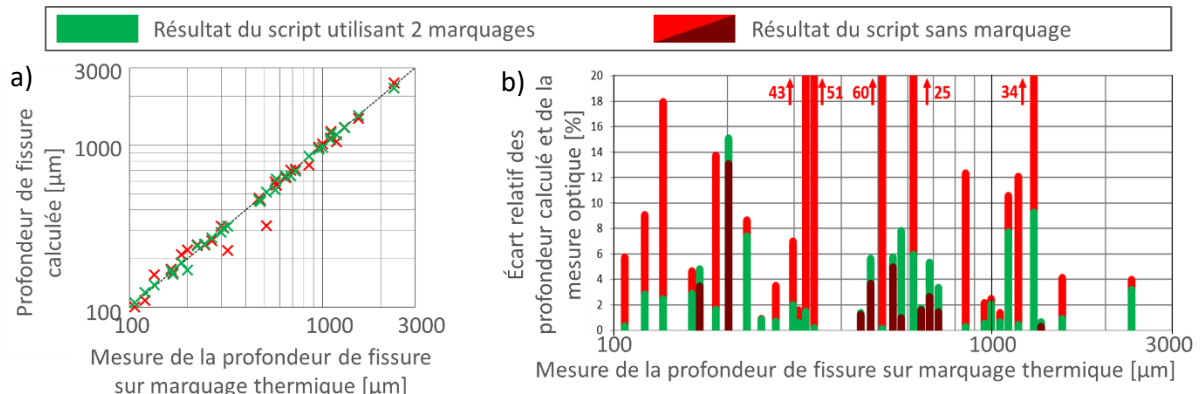 Résultat du script utilisant 2 marquages
Résultat du script sans marquage
a)
3000
1000
100
Profondeur de fissure
calculée [µm]
100
1000
3000
Mesure de la profondeur de fissure
sur marquage thermique [µm]
b)
Écart relatif des
profondeur calculé et de la
mesure optique [%]
20
18
16
14
12
10
8
6
4
2
0
43
51
60
25
34
100
1000
3000
Mesure de la profondeur de fissure sur marquage thermique [µm]